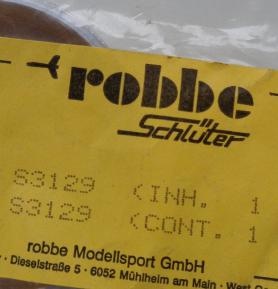 robbe
Schlüter
S3129 (INH. 1
S3129 (CONT. 1
robbe Modellsport GmbH
Dieselstraße 5 · 6052 Mühlheim am Main · West